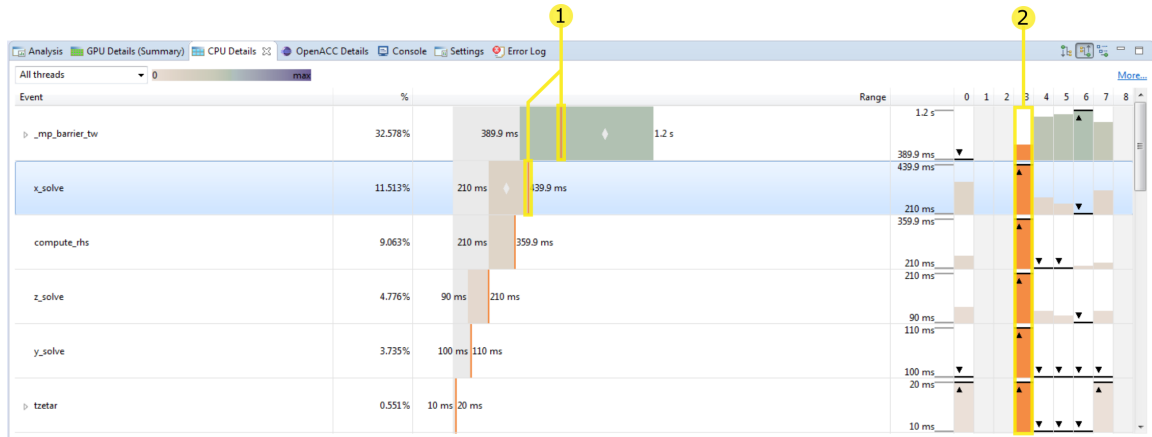 1 2
Analysis GPU Details (Summary) CPU Details OpenACC Details Console Settings Error Log
All threads 0 max More...
Event % Range 0 1 2 3 4 5 6 7 8
_mp_barrier_tw 32.578% 389.9 ms 1.2 s 1.2 s 389.9 ms
x_solve 11.513% 210 ms 439.9 ms 439.9 ms 210 ms
compute_rhs 9.063% 210 ms 359.9 ms 359.9 ms 210 ms
z_solve 4.776% 90 ms 210 ms 210 ms 90 ms
y_solve 3.735% 100 ms 110 ms 110 ms 100 ms
tzetar 0.551% 10 ms 20 ms 20 ms 10 ms